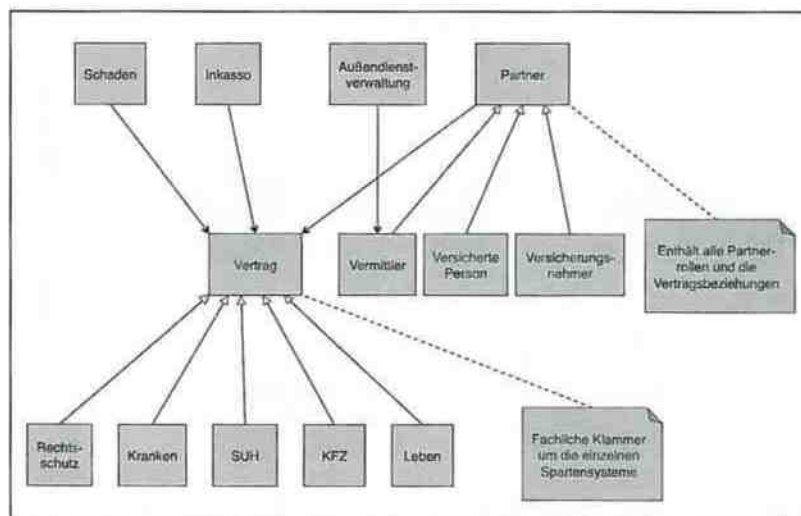 Schaden
Inkasso
Außendienst-
verwaltung
Partner
Vertrag
Vermittler
Versicherte
Person
Versicherungs-
nehmer
Enthält alle Partner-
rollen und die
Vertragsbeziehungen
Rechts-
schutz
Kranken
SUH
KFZ
Leben
Fachliche Klammer
um die einzelnen
Spartensysteme